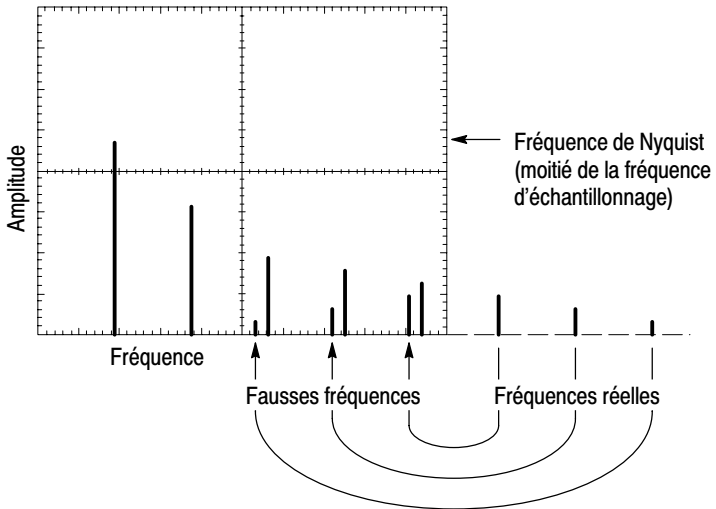 Amplitude
Fréquence de Nyquist
(moitié de la fréquence
d'échantillonnage)
Fréquence
Fausses fréquences
Fréquences réelles